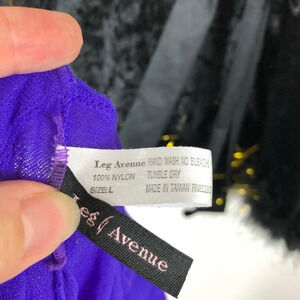 Leg Avenue HAND WASH NO BLEACH
100% NYLON TUMBLE DRY
SIZE: L MADE IN TAIWAN
Leg Avenue